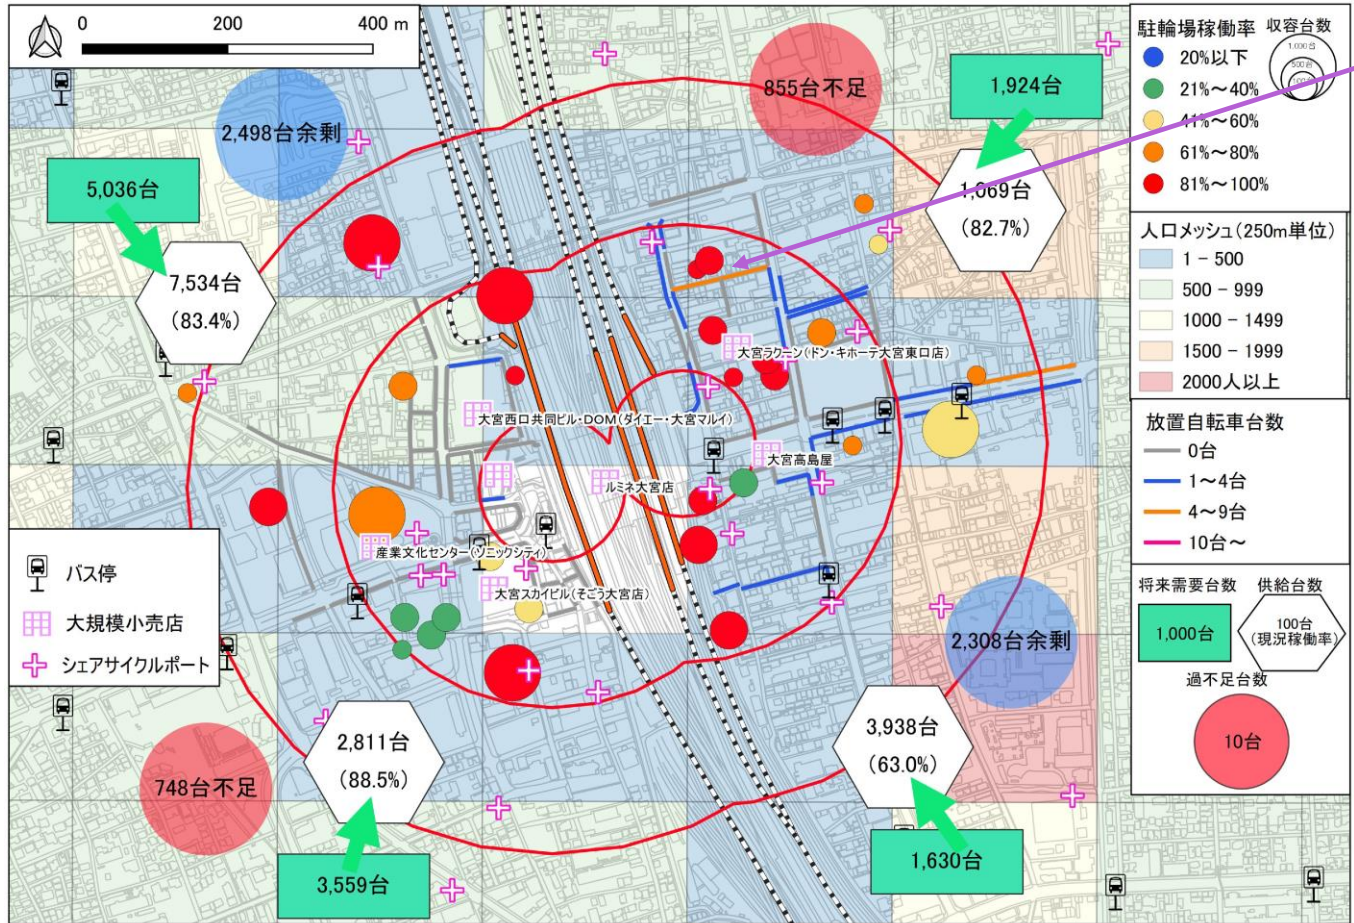 0 200 400 m
855台不足
1,924台
2,498台余剰
5,036台
1,069台
(82.7%)
7,534台
(83.4%)
大宮ラクーン(ドン・キホーテ大宮東口店)
大宮西口共同ビル・DOM(ダイエー・大宮マルイ)
大宮高島屋
ルミネ大宮店
産業文化センター(ソニックシティ)
大宮スカイビル(そごう大宮店)
2,308台余剰
748台不足
2,811台
(88.5%)
3,938台
(63.0%)
3,559台
1,630台
バス停
大規模小売店
シェアサイクルポート
駐輪場稼働率 収容台数
1,000台
500台
20%以下
21%~40%
41%~60%
61%~80%
81%~100%
人口メッシュ(250m単位)
1 - 500
500 - 999
1000 - 1499
1500 - 1999
2000人以上
放置自転車台数
0台
1~4台
4~9台
10台~
将来需要台数 供給台数
1,000台
100台
(現況稼働率)
過不足台数
10台